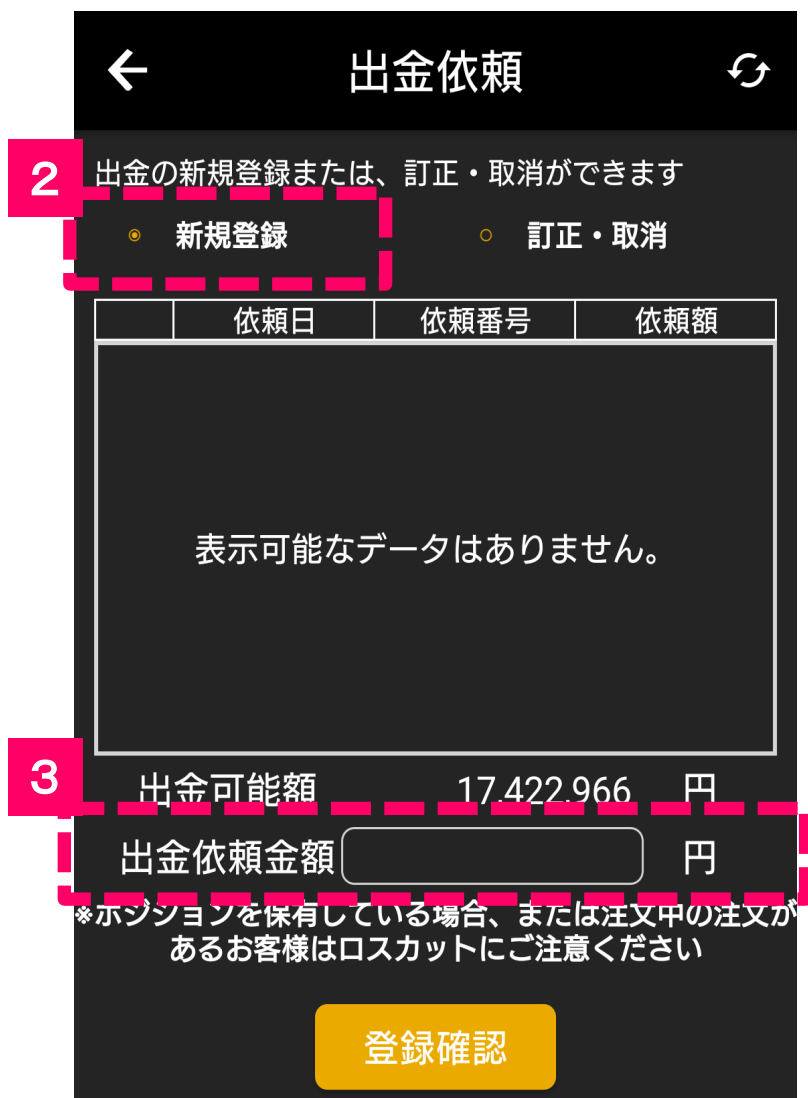 出金依頼
2
出金の新規登録または、訂正・取消ができます
新規登録 訂正・取消
依頼日 依頼番号 依頼額
表示可能なデータはありません。
3
出金可能額 17,422,966 円
出金依頼金額 円
※ポジションを保有している場合、または注文中の注文が
あるお客様はロスカットにご注意ください
登録確認